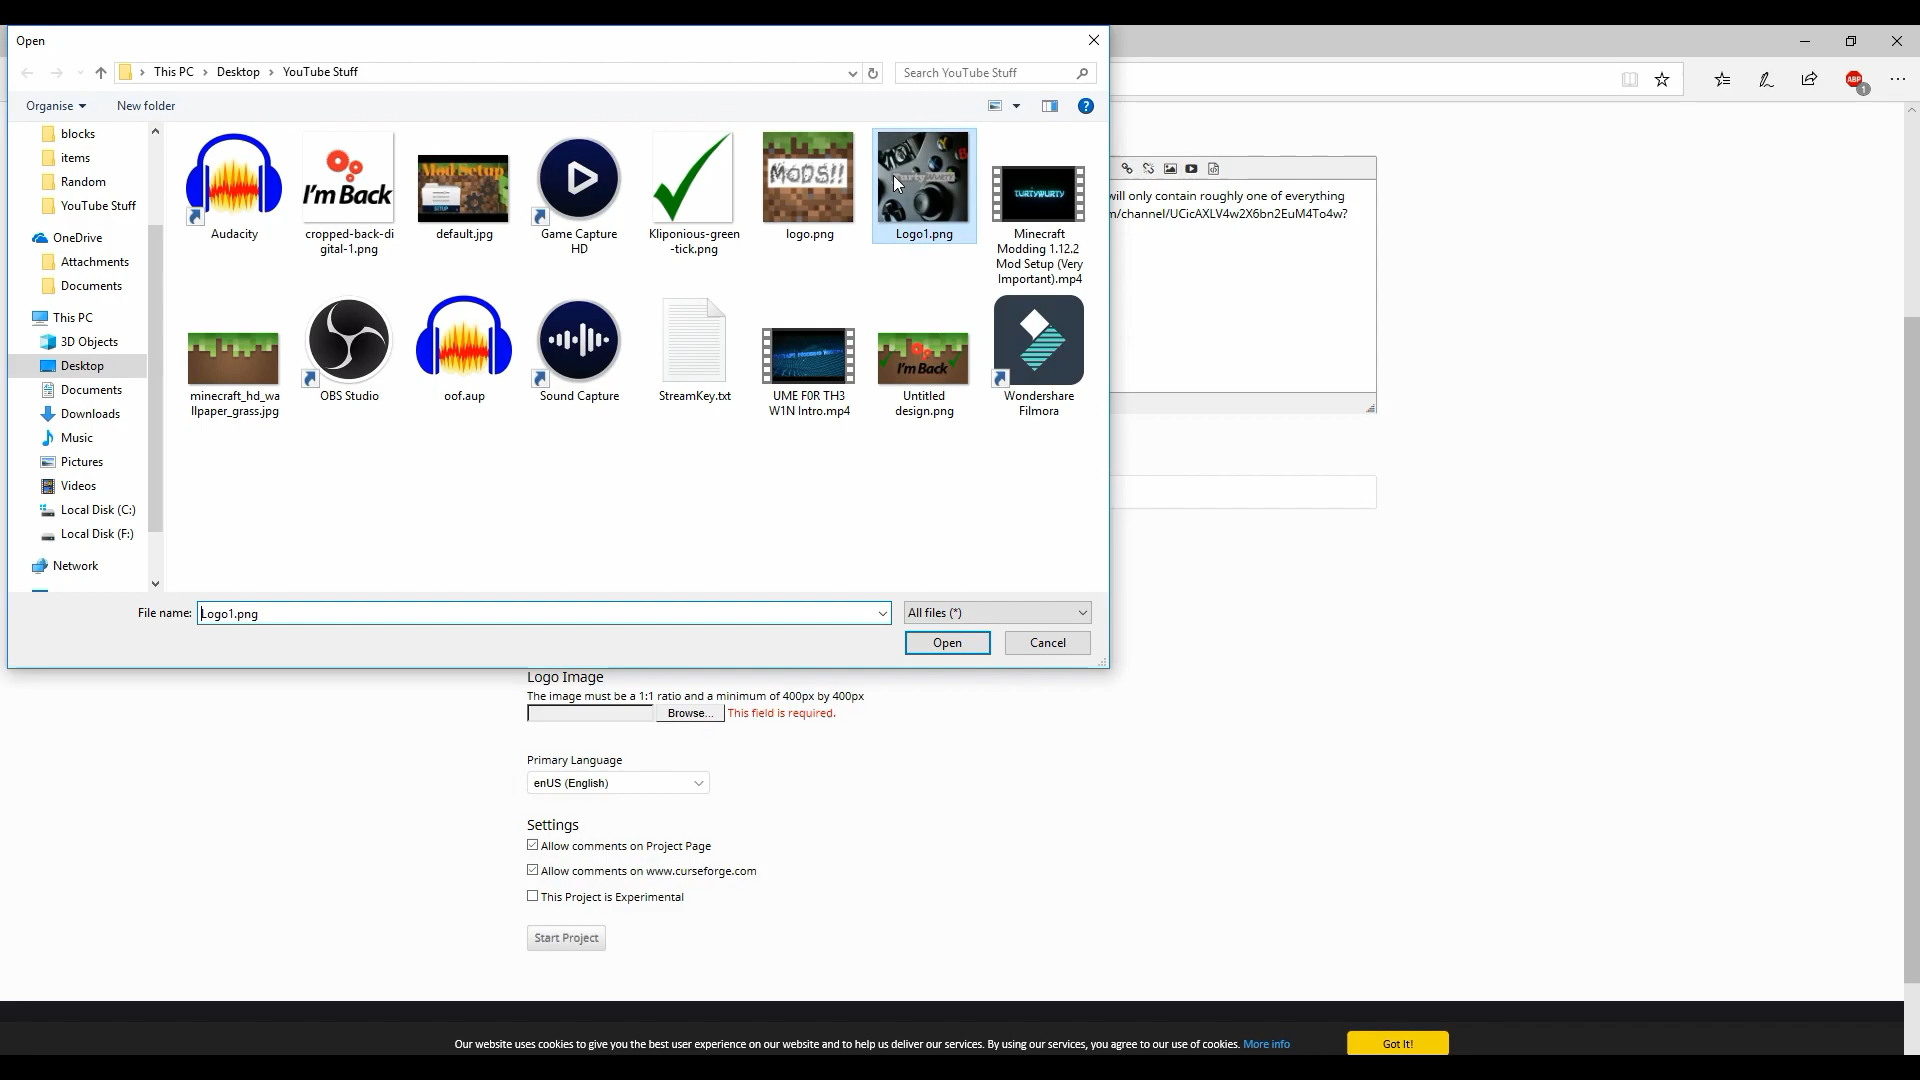 Open
This PC
Desktop
YouTube Stuff
Search YouTube Stuff
ABP
1
Organise
New folder
?
blocks
items
Random
YouTube Stuff
OneDrive
Attachments
Documents
This PC
3D Objects
Desktop
Documents
Downloads
Music
Pictures
Videos
Local Disk (C:)
Local Disk (F:)
Network
Audacity
I'm Back
cropped-back-di
gital-1.png
Mod Setup
default.jpg
Game Capture
HD
Kliponious-green
-tick.png
MODS!!
logo.png
TurtyWurty
Logo1.png
TURTYWURTY
Minecraft
Modding 1.12.2
Mod Setup (Very
Important).mp4
minecraft_hd_wa
llpaper_grass.jpg
OBS Studio
oof.aup
Sound Capture
StreamKey.txt
UME F0R TH3
W1N Intro.mp4
I'm Back
Untitled
design.png
Wondershare
Filmora
File name:
Logo1.png
All files (*)
Open
Cancel
will only contain roughly one of everything
m/channel/UCicAXLV4w2X6bn2EuM4To4w?
Logo Image
The image must be a 1:1 ratio and a minimum of 400px by 400px
Browse...
This field is required.
Primary Language
enUS (English)
Settings
Allow comments on Project Page
Allow comments on www.curseforge.com
This Project is Experimental
Start Project
Our website uses cookies to give you the best user experience on our website and to help us deliver our services. By using our services, you agree to our use of cookies. More info
Got It!